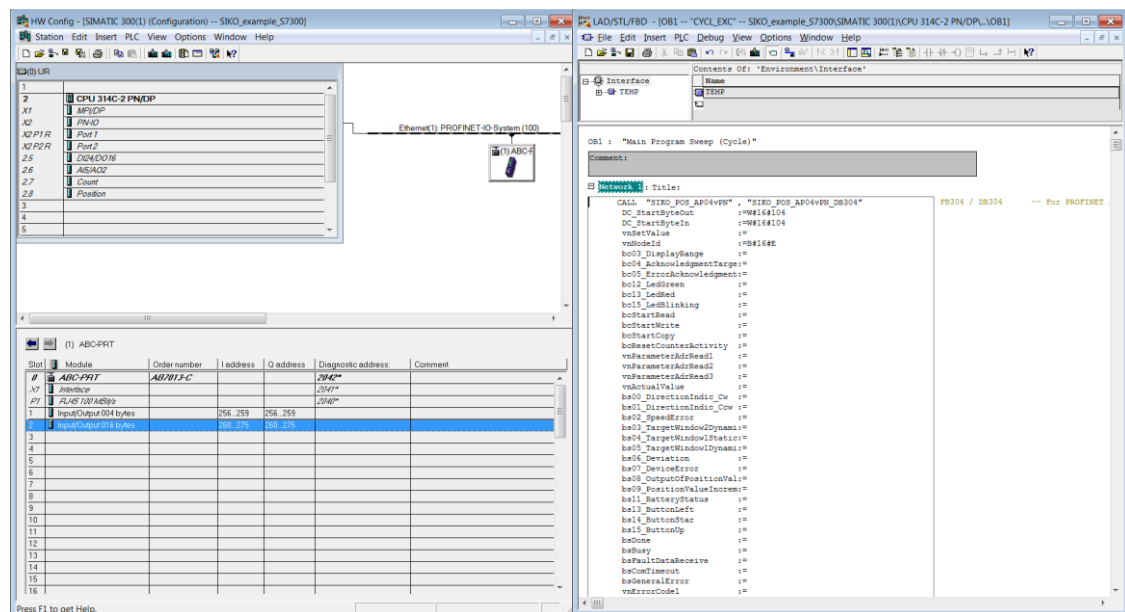 HW Config - [SIMATIC 300(1) (Configuration) -- SIKO_example_S7300]
Station Edit Insert PLC View Options Window Help
(0) UR
1
2 CPU 314C-2 PN/DP
X1 MPI/DP
X2 PN-IO
X2 P1 R Port 1
X2 P2 R Port 2
2.5 DI24/DO16
2.6 AI5/AO2
2.7 Count
2.8 Position
3
4
5
Ethernet(1): PROFINET-IO-System (100)
(1) ABC-F
(1) ABC-PRT
Slot Module Order number I address Q address Diagnostic address: Comment
0 ABC-PRT AB7013-C 2042*
X1 Interface 2041*
P1 RJ45 100 MBit/s 2040*
1 Input/Output 004 bytes 256..259 256..259
2 Input/Output 016 bytes 260..275 260..275
3
4
5
6
7
8
9
10
11
12
13
14
15
16
Press F1 to get Help.
LAD/STL/FBD - [OB1 -- "CYCL_EXC" -- SIKO_example_S7300\SIMATIC 300(1)\CPU 314C-2 PN/DP\...\OB1]
File Edit Insert PLC Debug View Options Window Help
Contents Of: 'Environment\Interface'
Interface
TEMP
Name
TEMP
OB1 : "Main Program Sweep (Cycle)"
Comment:
Network 1: Title:
CALL "SIKO_POS_AP04vPN" , "SIKO_POS_AP04vPN_DB304" FB304 / DB304 -- For PROFINET
DC_StartByteOut :=W#16#104
DC_StartByteIn :=W#16#104
vnSetValue :=
vnNodeId :=B#16#E
bc03_DisplayRange :=
bc04_AcknowledgmentTarge:=
bc05_ErrorAcknowledgment:=
bc12_LedGreen :=
bc13_LedRed :=
bc15_LedBlinking :=
bcStartRead :=
bcStartWrite :=
bcStartCopy :=
bcResetCounterActivity :=
vnParameterAdrRead1 :=
vnParameterAdrRead2 :=
vnParameterAdrRead3 :=
vnActualValue :=
bs00_DirectionIndic_Cw :=
bs01_DirectionIndic_Ccw :=
bs02_SpeedError :=
bs03_TargetWindow2Dynami:=
bs04_TargetWindow1Static:=
bs05_TargetWindow1Dynami:=
bs06_Deviation :=
bs07_DeviceError :=
bs08_OutputOfPositionVal:=
bs09_PositionValueIncrem:=
bs11_BatteryStatus :=
bs13_ButtonLeft :=
bs14_ButtonStar :=
bs15_ButtonUp :=
bsDone :=
bsBusy :=
bsFaultDataReceive :=
bsComTimeout :=
bsGeneralError :=
vnErrorCode1 :=